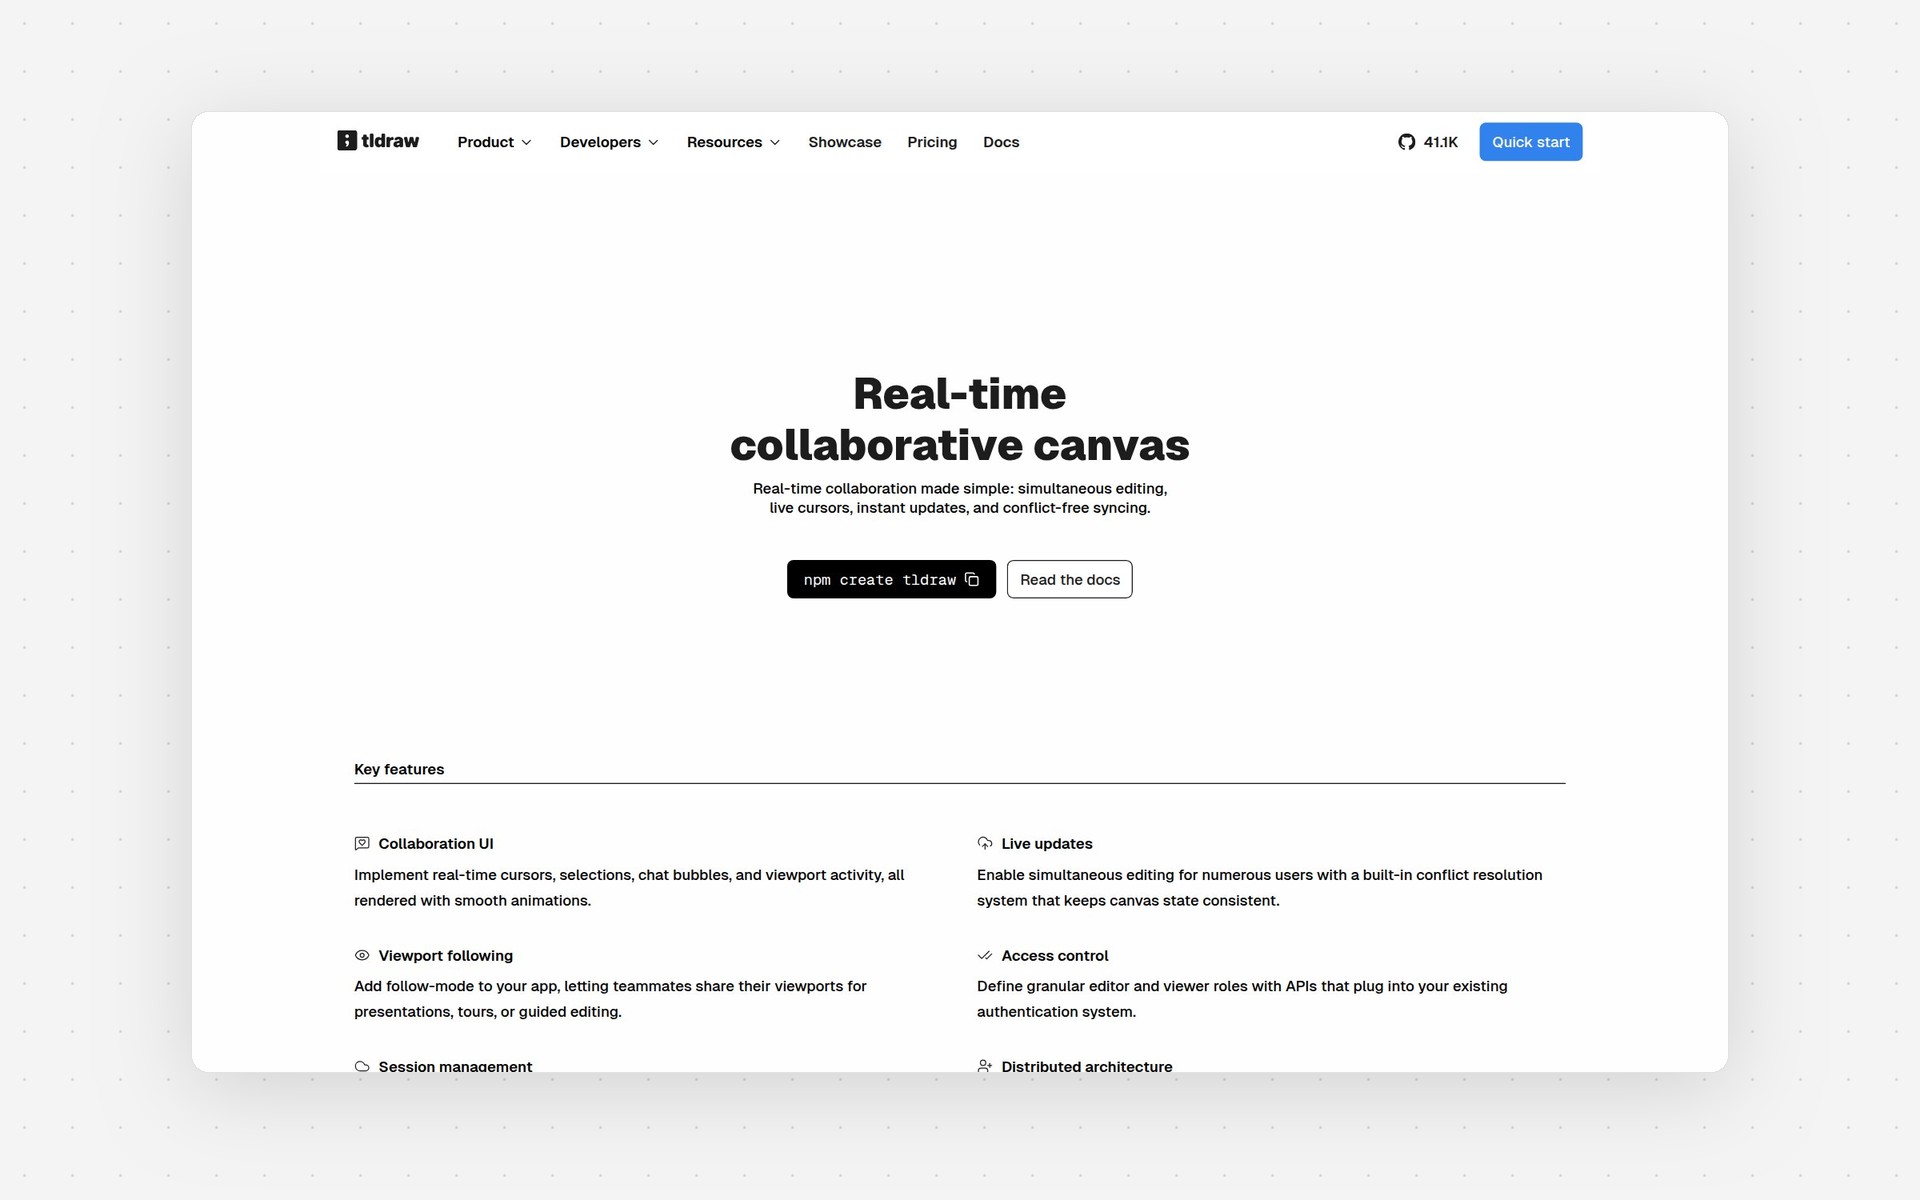 tldraw
Product
Developers
Resources
Showcase
Pricing
Docs
41.1K
Quick start
Real-time
collaborative canvas
Real-time collaboration made simple: simultaneous editing,
live cursors, instant updates, and conflict-free syncing.
npm create tldraw
Read the docs
Key features
Collaboration UI
Implement real-time cursors, selections, chat bubbles, and viewport activity, all
rendered with smooth animations.
Live updates
Enable simultaneous editing for numerous users with a built-in conflict resolution
system that keeps canvas state consistent.
Viewport following
Add follow-mode to your app, letting teammates share their viewports for
presentations, tours, or guided editing.
Access control
Define granular editor and viewer roles with APIs that plug into your existing
authentication system.
Session management
Distributed architecture